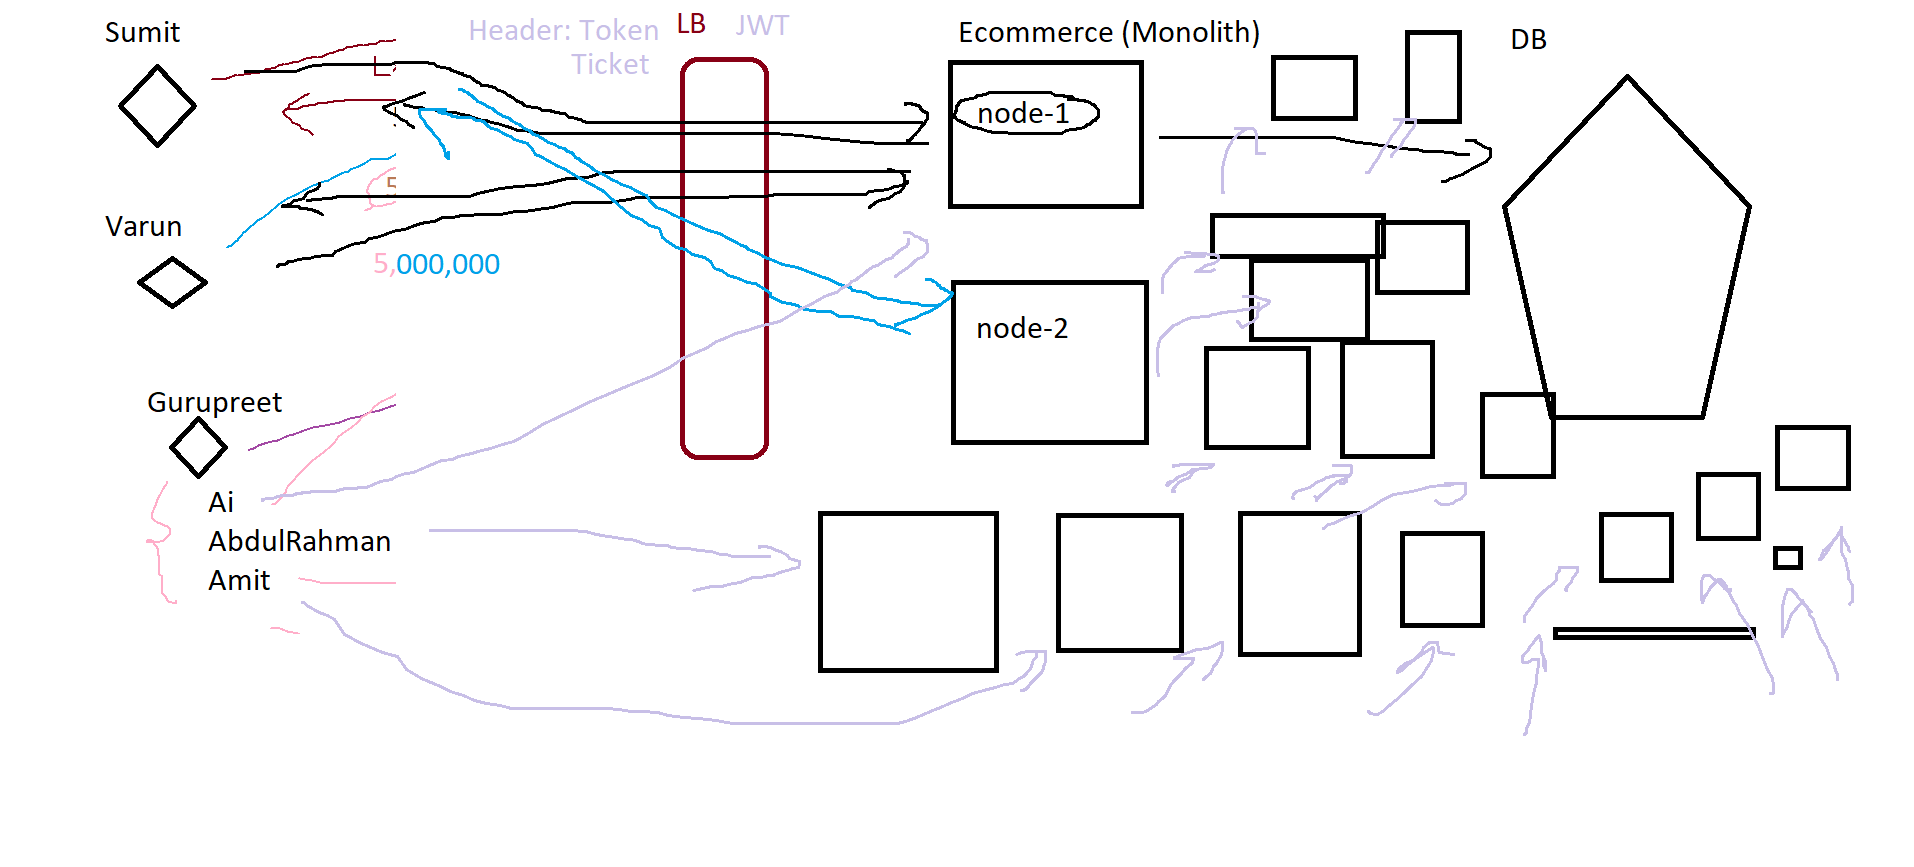 Sumit
Header: Token
Ticket
LB
JWT
Ecommerce (Monolith)
DB
node-1
Varun
5,000,000
node-2
Gurupreet
Ai
AbdulRahman
Amit